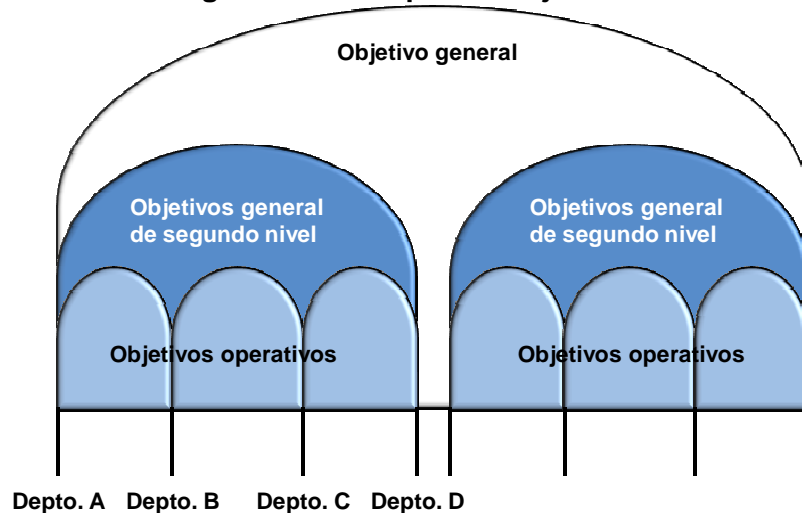 Objetivo general
Objetivos general
de segundo nivel
Objetivos general
de segundo nivel
Objetivos operativos
Objetivos operativos
Depto. A Depto. B Depto. C Depto. D